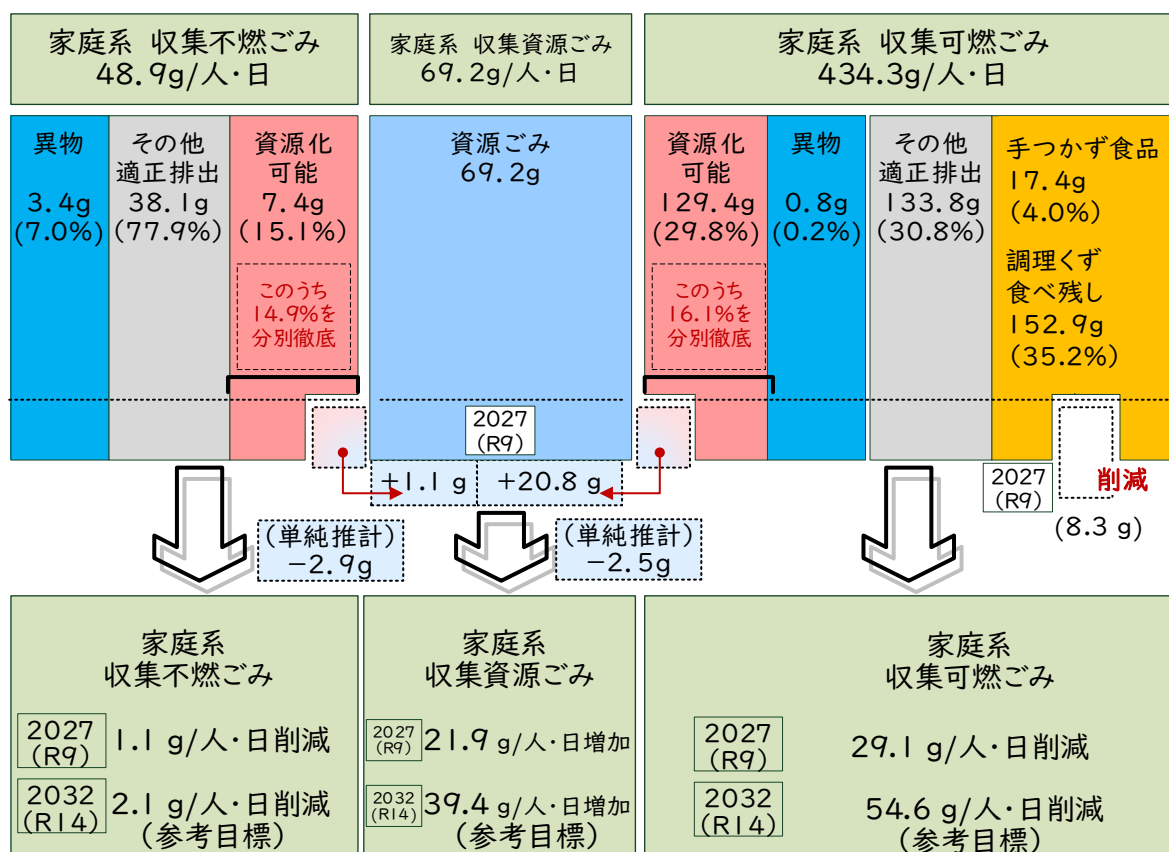 家庭系 収集不燃ごみ
48.9g/人・日
家庭系 収集資源ごみ
69.2g/人・日
家庭系 収集可燃ごみ
434.3g/人・日
異物
3.4g
(7.0%)
その他
適正排出
38.1g
(77.9%)
資源化
可能
7.4g
(15.1%)
このうち
14.9%を
分別徹底
資源ごみ
69.2g
資源化
可能
129.4g
(29.8%)
このうち
16.1%を
分別徹底
異物
0.8g
(0.2%)
その他
適正排出
133.8g
(30.8%)
手つかず食品
17.4g
(4.0%)
調理くず
食べ残し
152.9g
(35.2%)
2027
(R9)
+1.1 g
+20.8 g
2027
(R9)
削減
(8.3 g)
(単純推計)
-2.9g
(単純推計)
-2.5g
家庭系
収集不燃ごみ
2027
(R9)
1.1 g/人・日削減
2032
(R14)
2.1 g/人・日削減
(参考目標)
家庭系
収集資源ごみ
2027
(R9)
21.9 g/人・日増加
2032
(R14)
39.4 g/人・日増加
(参考目標)
家庭系
収集可燃ごみ
2027
(R9)
29.1 g/人・日削減
2032
(R14)
54.6 g/人・日削減
(参考目標)